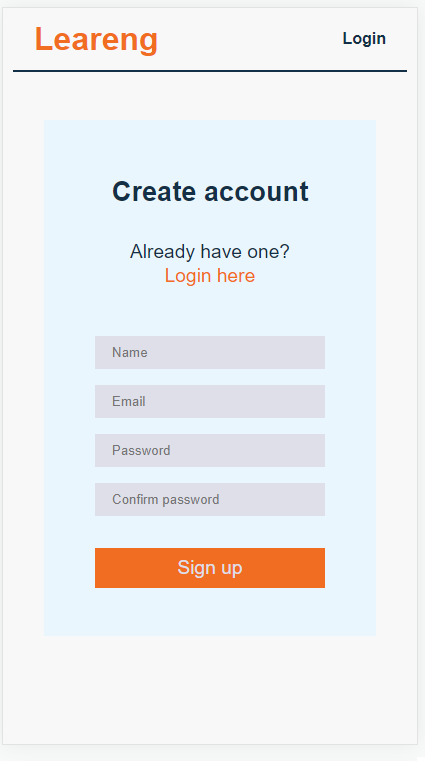 Leareng
Login
Create account
Already have one?
Login here
Name
Email
Password
Confirm password
Sign up